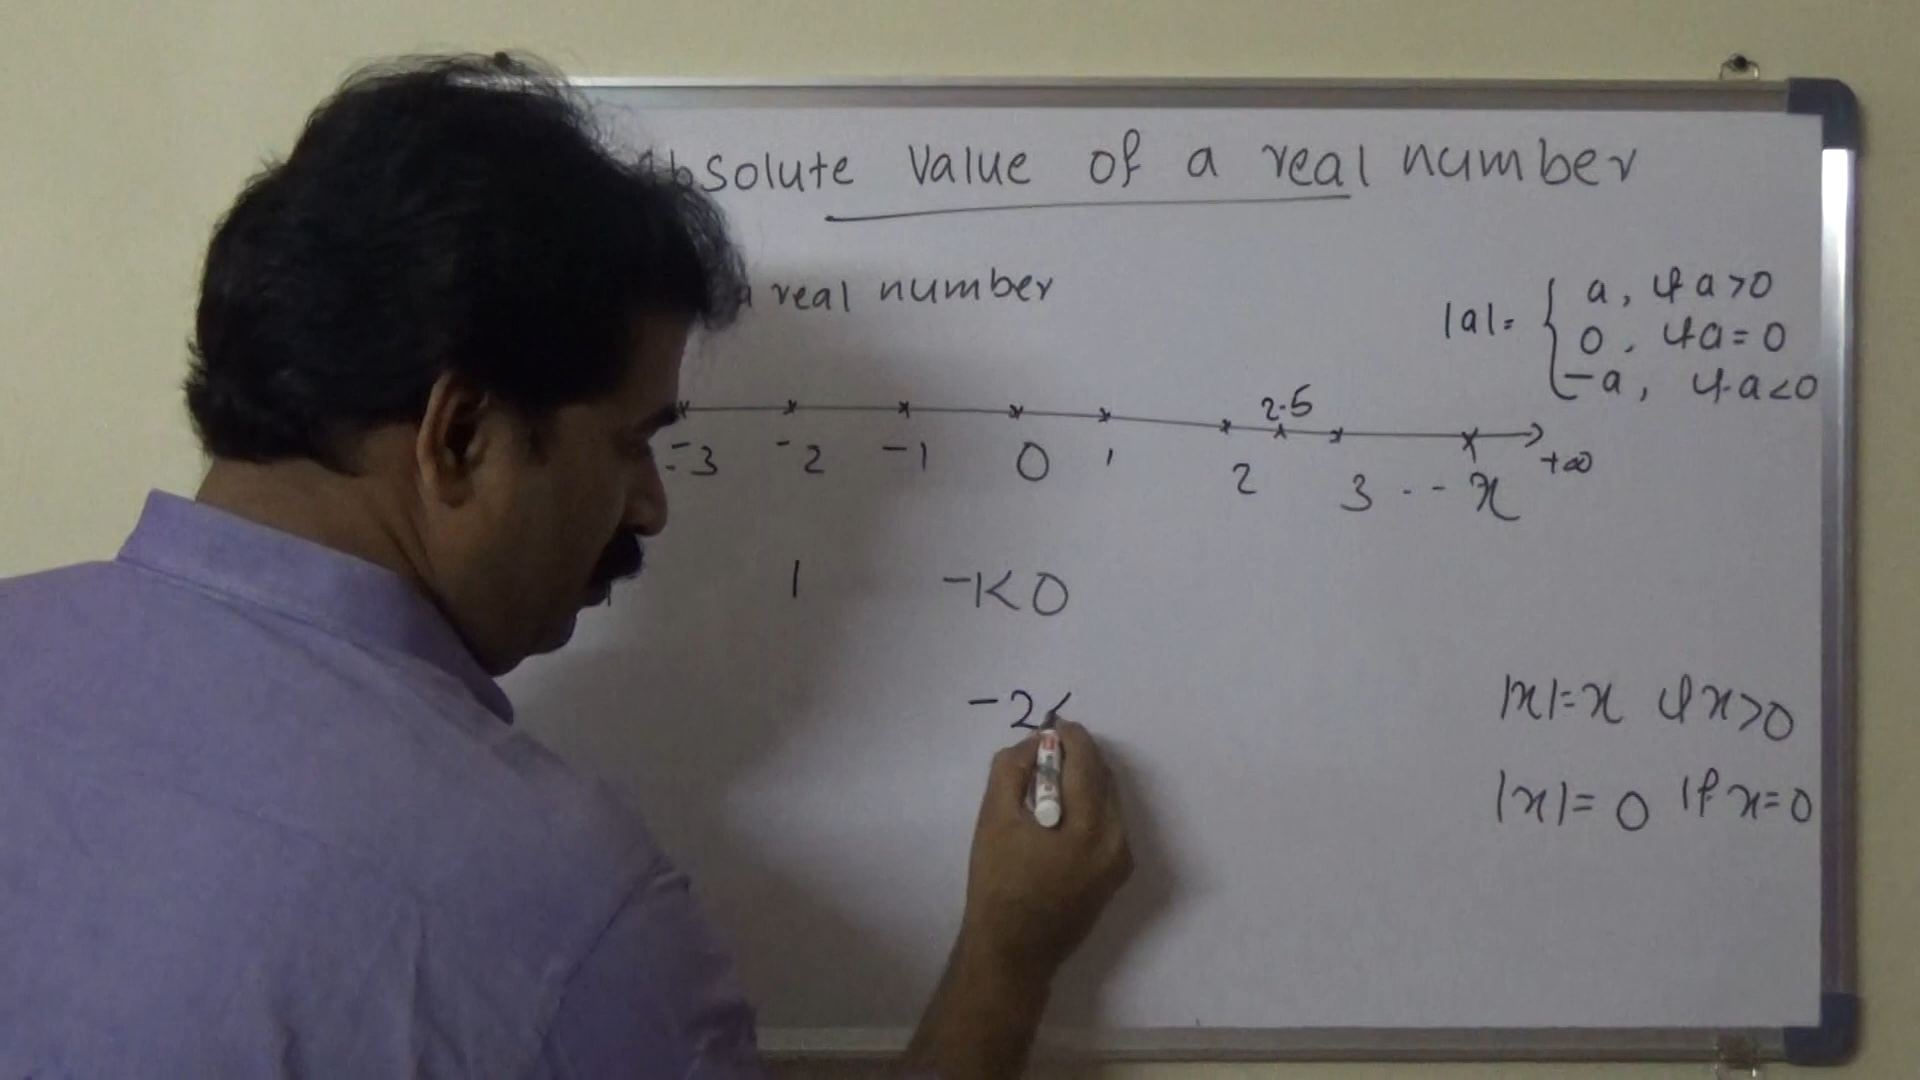 Absolute Value of a real number
a real number
|a| = { a, if a>0
0, if a=0
-a, if a<0
2.5
-3 -2 -1 0 1 2 3 -- x +∞
1 -1<0
-2<
|x|=x if x>0
|x|=0 if x=0